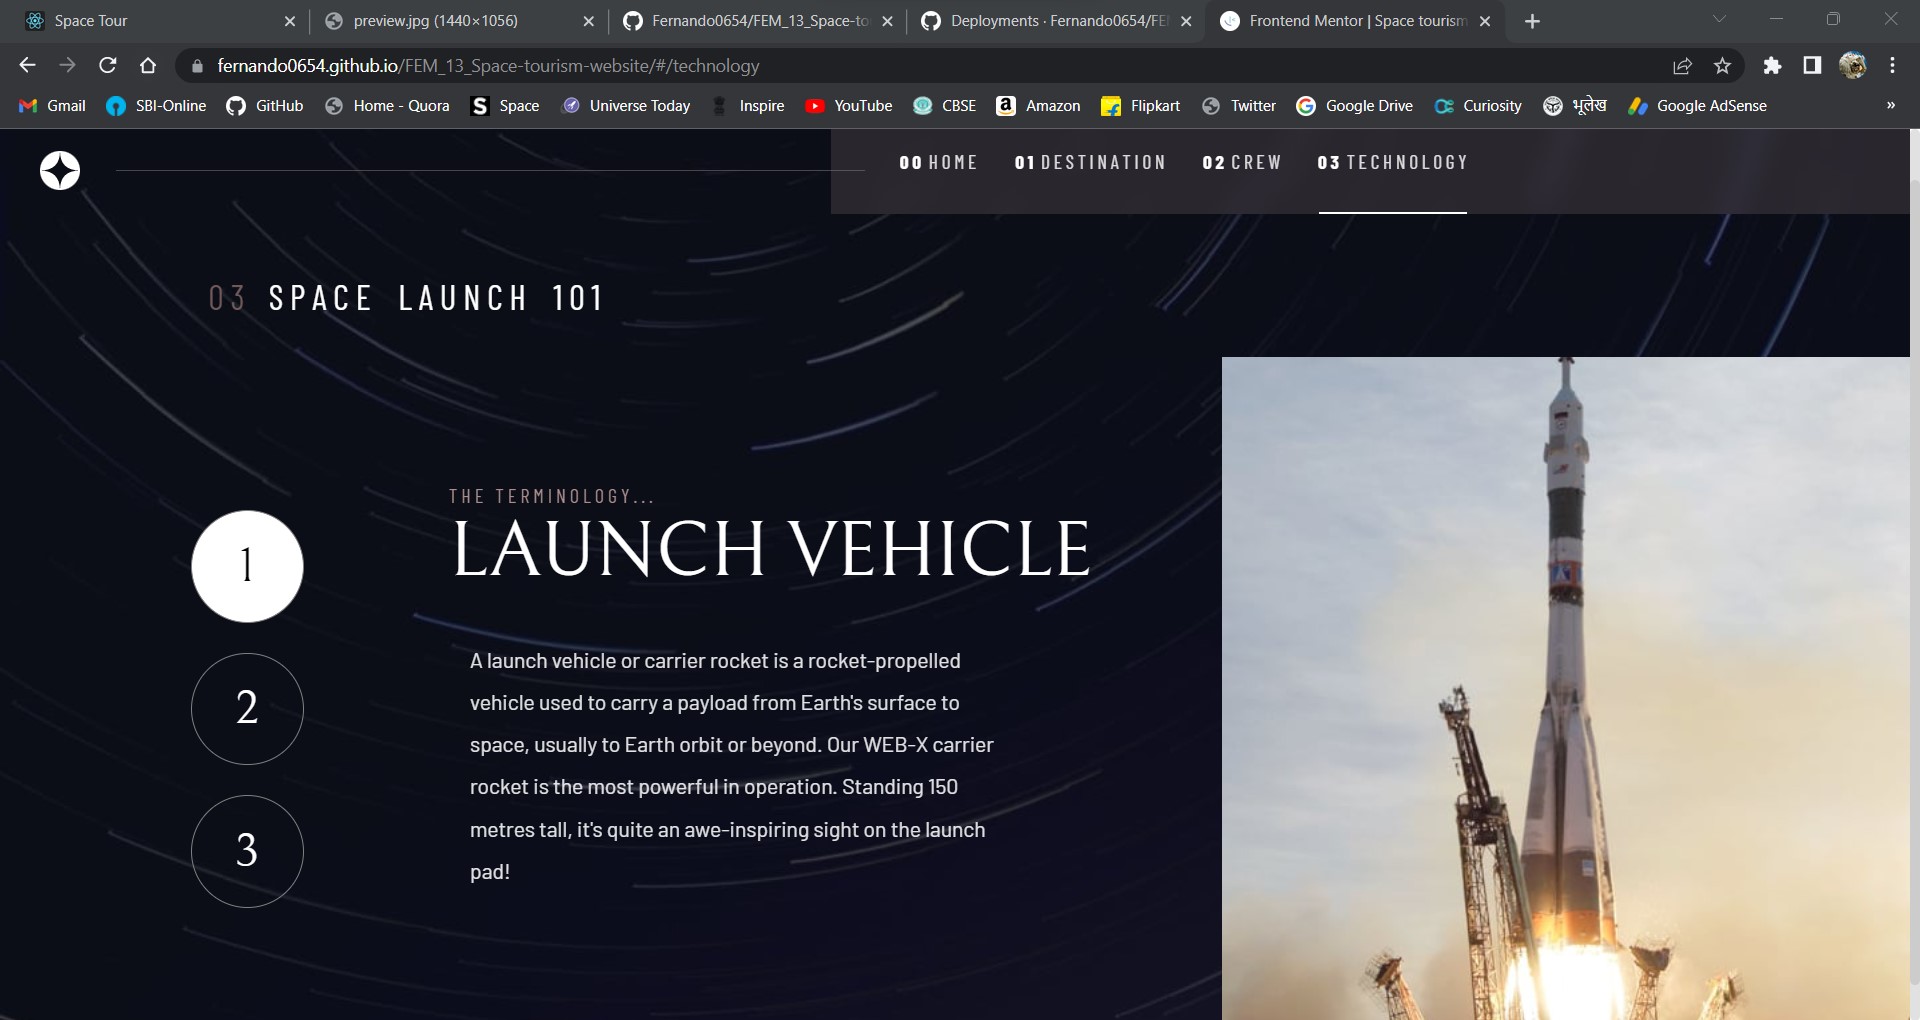 Space Tour
preview.jpg (1440×1056)
Fernando0654/FEM_13_Space-to
Deployments · Fernando0654/FE
Frontend Mentor | Space tourism
fernando0654.github.io/FEM_13_Space-tourism-website/#/technology
Gmail SBI-Online GitHub Home - Quora Space Universe Today Inspire YouTube CBSE Amazon Flipkart Twitter Google Drive Curiosity भूलेख Google AdSense »
00 HOME 01 DESTINATION 02 CREW 03 TECHNOLOGY
03 SPACE LAUNCH 101
THE TERMINOLOGY...
LAUNCH VEHICLE
1
2
3
A launch vehicle or carrier rocket is a rocket-propelled
vehicle used to carry a payload from Earth's surface to
space, usually to Earth orbit or beyond. Our WEB-X carrier
rocket is the most powerful in operation. Standing 150
metres tall, it's quite an awe-inspiring sight on the launch
pad!